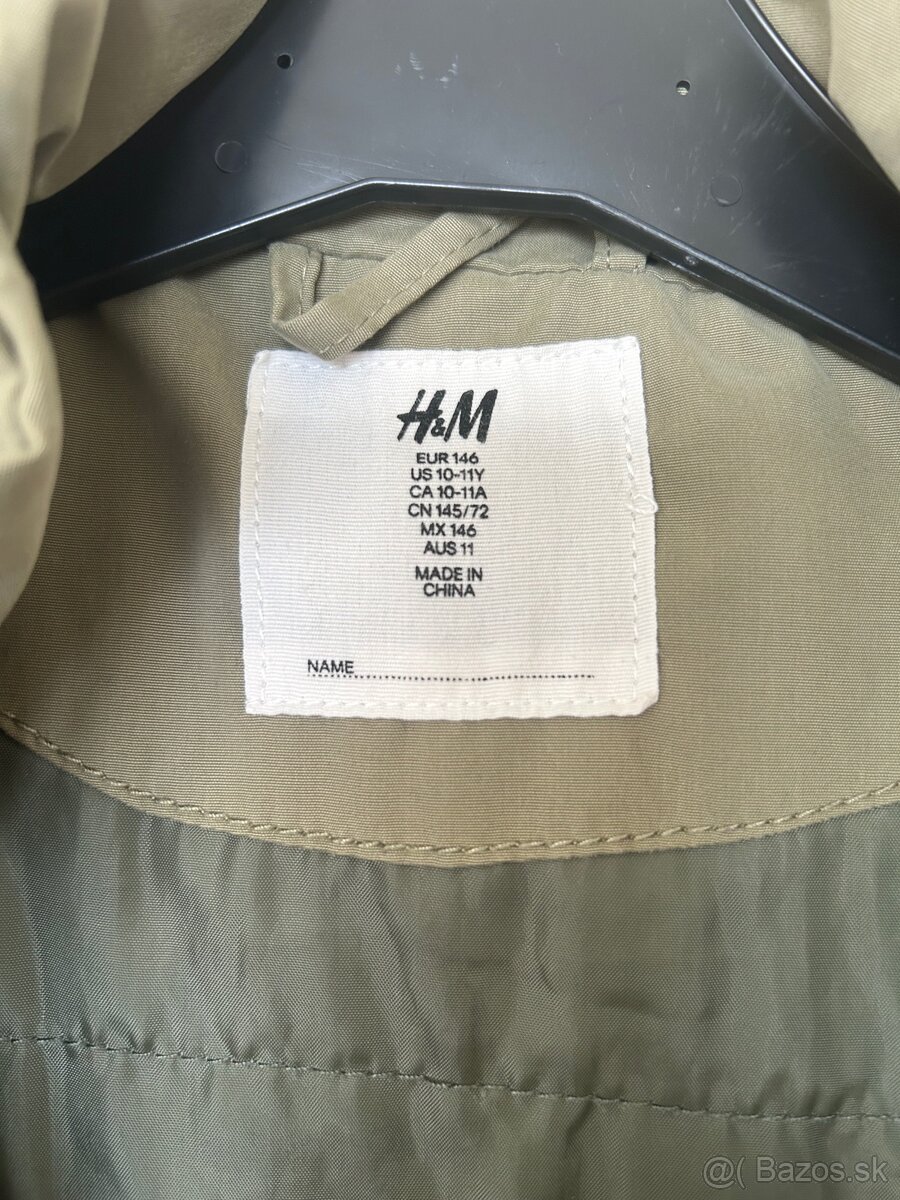 H&M
EUR 146
US 10-11Y
CA 10-11A
CN 145/72
MX 146
AUS 11
MADE IN
CHINA
NAME
@( Bazos.sk